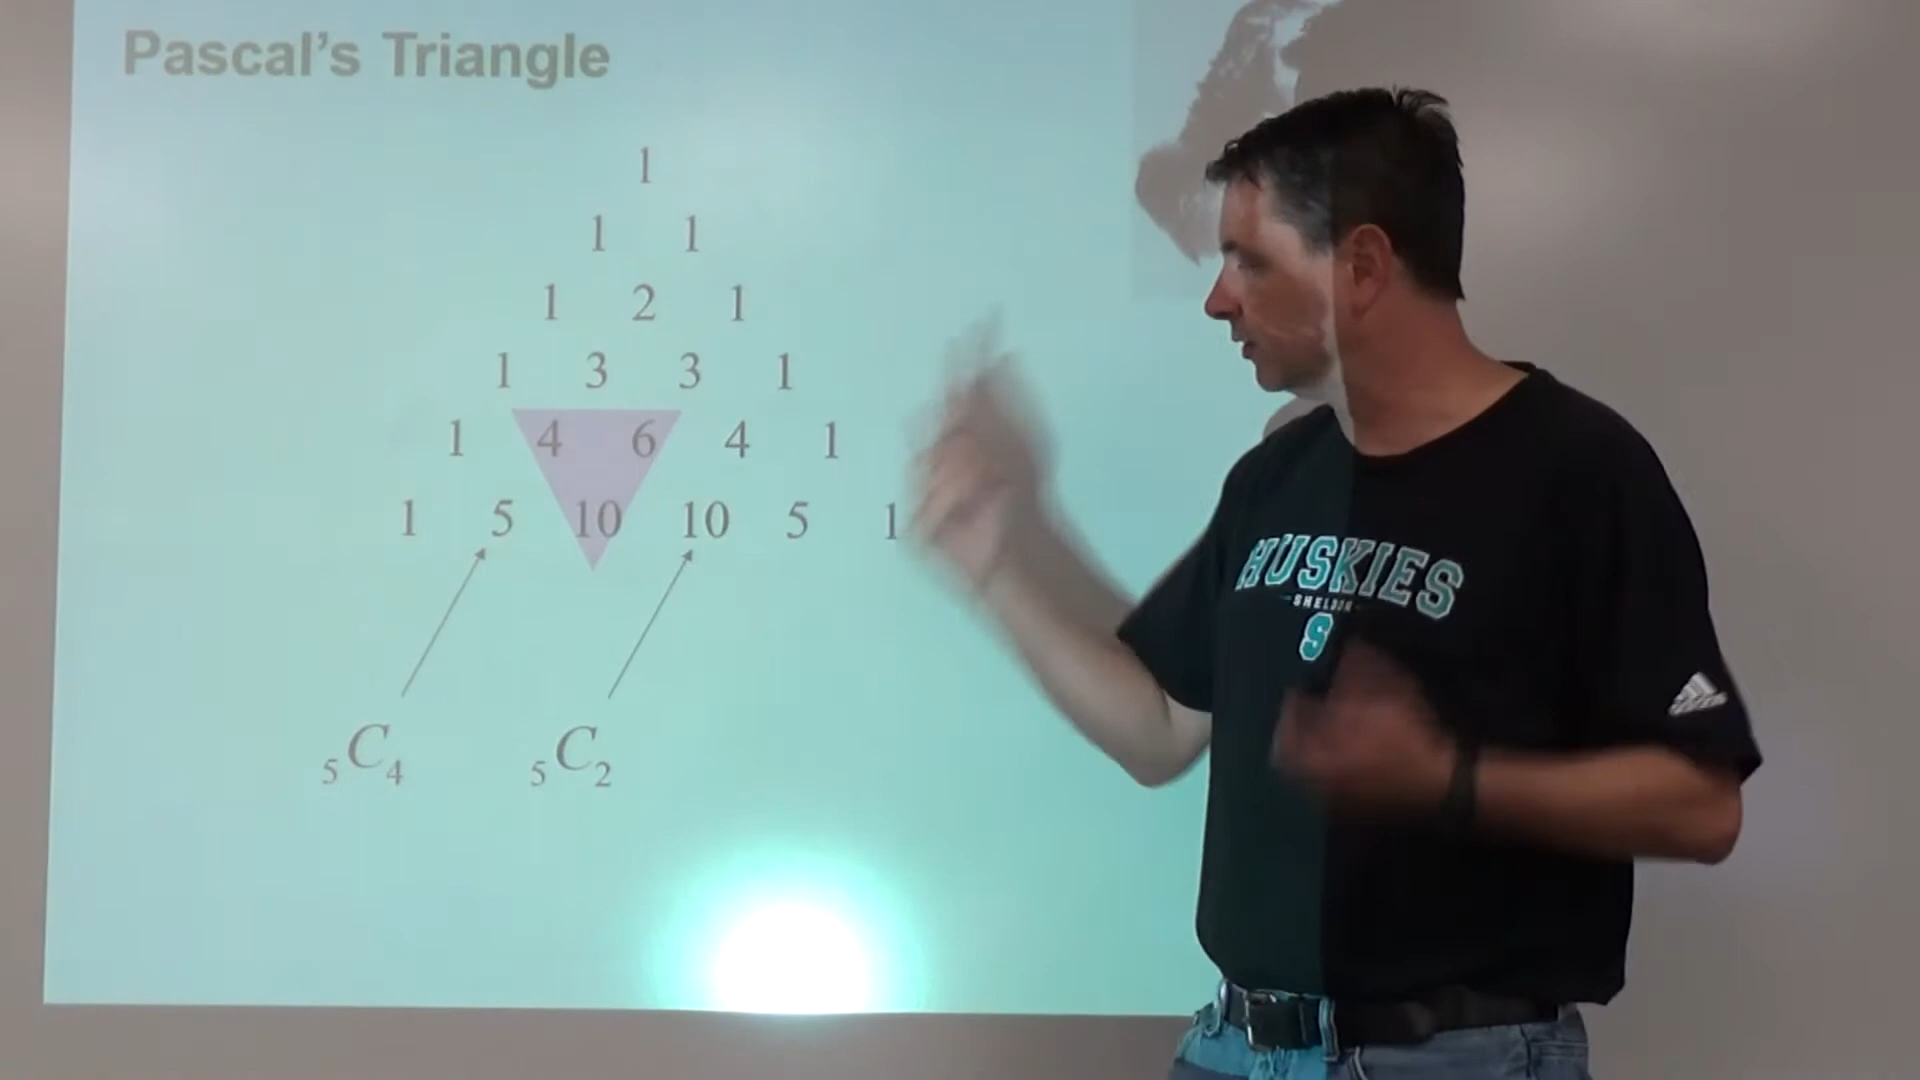 Pascal's Triangle
1
1 1
1 2 1
1 3 3 1
1 4 6 4 1
1 5 10 10 5 1
5C4 5C2
HUSKIES
SHELDON
S